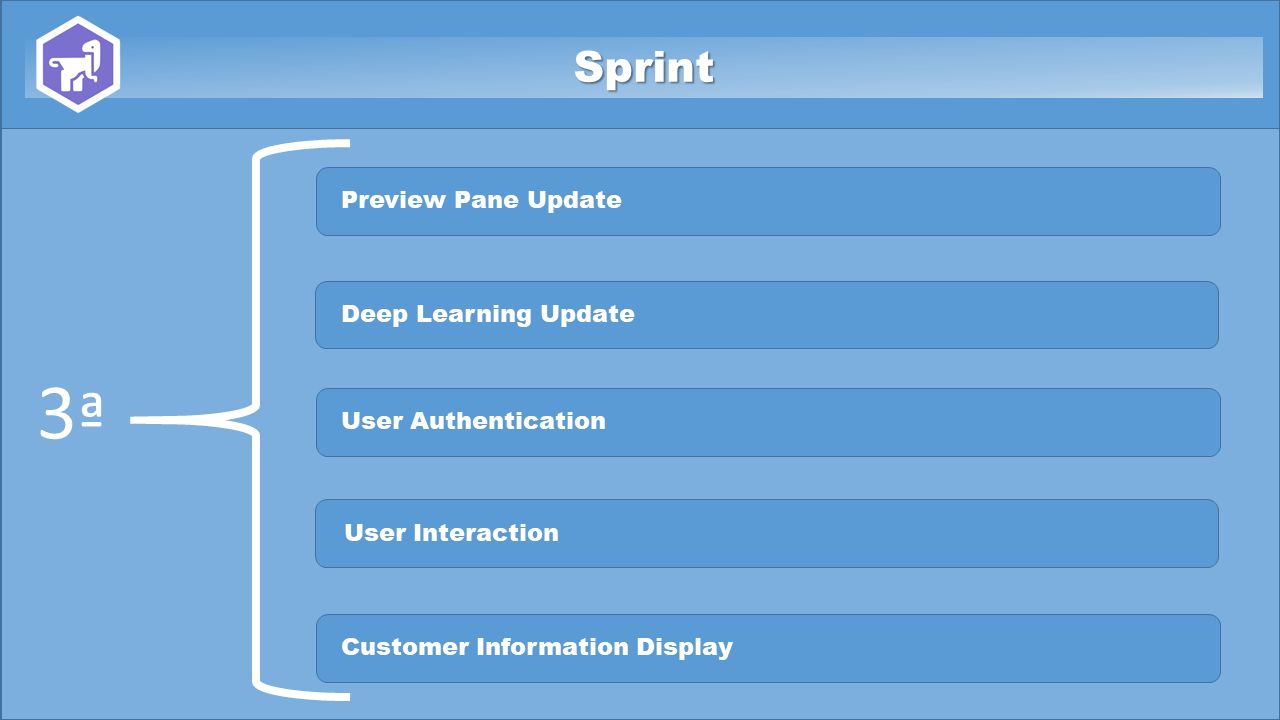 Sprint
Preview Pane Update
Deep Learning Update
3ª
User Authentication
User Interaction
Customer Information Display